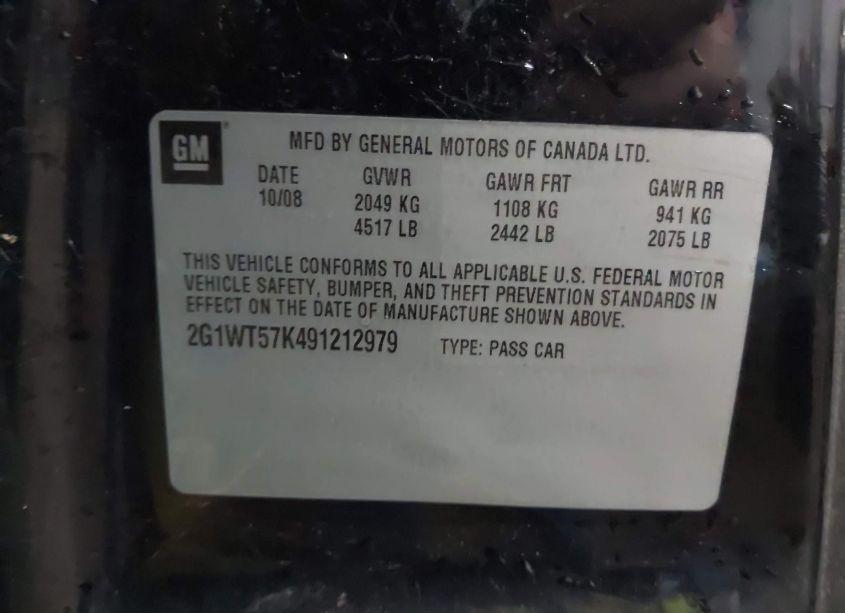 GM
MFD BY GENERAL MOTORS OF CANADA LTD.
DATE GVWR GAWR FRT GAWR RR
10/08 2049 KG 1108 KG 941 KG
4517 LB 2442 LB 2075 LB
THIS VEHICLE CONFORMS TO ALL APPLICABLE U.S. FEDERAL MOTOR
VEHICLE SAFETY, BUMPER, AND THEFT PREVENTION STANDARDS IN
EFFECT ON THE DATE OF MANUFACTURE SHOWN ABOVE.
2G1WT57K491212979 TYPE: PASS CAR